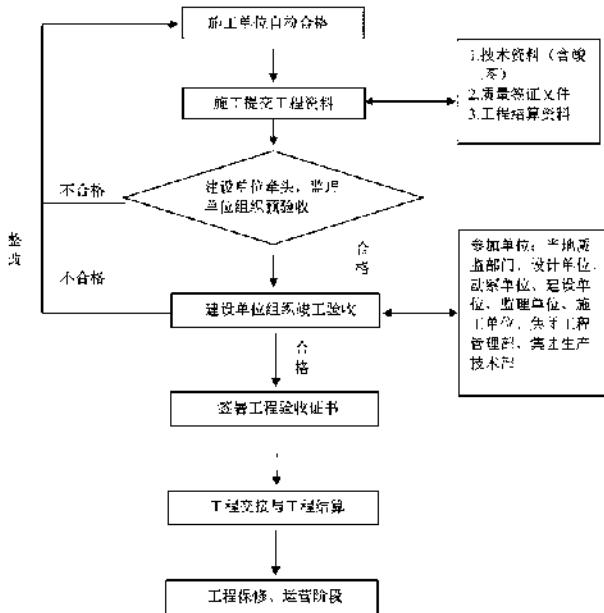 施工单位自检合格
施工提交工程资料
1.技术资料（含
2.质量签证文件
3.工程结算资料
建设单位牵头，监理
单位组织预验收
不合格
整
改
合
格
不合格
建设单位组织竣工验收
参加单位：当地质
监部门、设计单位、
勘察单位、建设单
位、监理单位、施
工单位、集团工程
管理部、集团生产
技术部
合
格
签署工程验收证书
工程交接与工程结算
工程保修、运营阶段